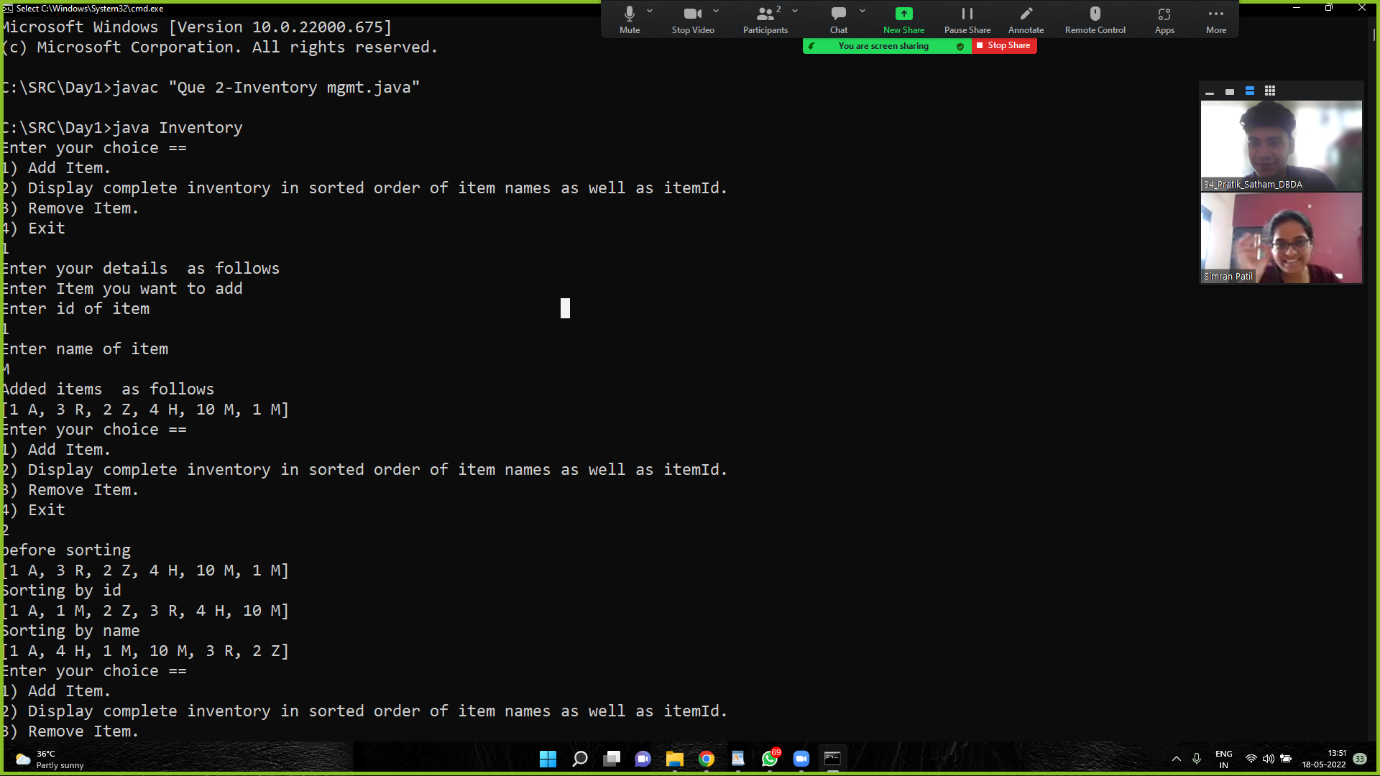 Select C:\Windows\System32\cmd.exe
Microsoft Windows [Version 10.0.22000.675]
(c) Microsoft Corporation. All rights reserved.
C:\SRC\Day1>javac "Que 2-Inventory mgmt.java"
C:\SRC\Day1>java Inventory
Enter your choice ==
1) Add Item.
2) Display complete inventory in sorted order of item names as well as itemId.
3) Remove Item.
4) Exit
1
Enter your details  as follows
Enter Item you want to add
Enter id of item
1
Enter name of item
M
Added items  as follows
[1 A, 3 R, 2 Z, 4 H, 10 M, 1 M]
Enter your choice ==
1) Add Item.
2) Display complete inventory in sorted order of item names as well as itemId.
3) Remove Item.
4) Exit
2
before sorting
[1 A, 3 R, 2 Z, 4 H, 10 M, 1 M]
Sorting by id
[1 A, 1 M, 2 Z, 3 R, 4 H, 10 M]
Sorting by name
[1 A, 4 H, 1 M, 10 M, 3 R, 2 Z]
Enter your choice ==
1) Add Item.
2) Display complete inventory in sorted order of item names as well as itemId.
3) Remove Item.
2
Mute Stop Video Participants Chat New Share Pause Share Annotate Remote Control Apps More
You are screen sharing Stop Share
34_Pratik_Satham_DBDA
Simran Patil
36°C
Partly sunny
69
ENG
IN
13:51
18-05-2022
33